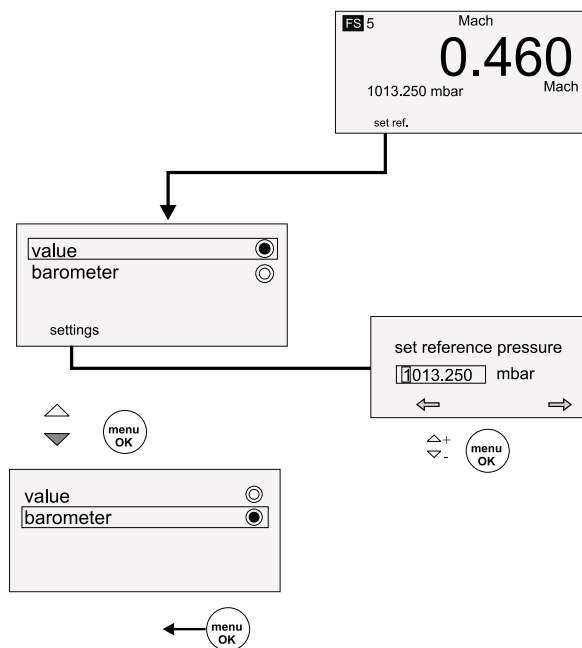 FS 5 Mach
0.460
1013.250 mbar Mach
set ref.
value
barometer
settings
set reference pressure
1013.250 mbar
menu
OK
+
-
menu
OK
value
barometer
menu
OK